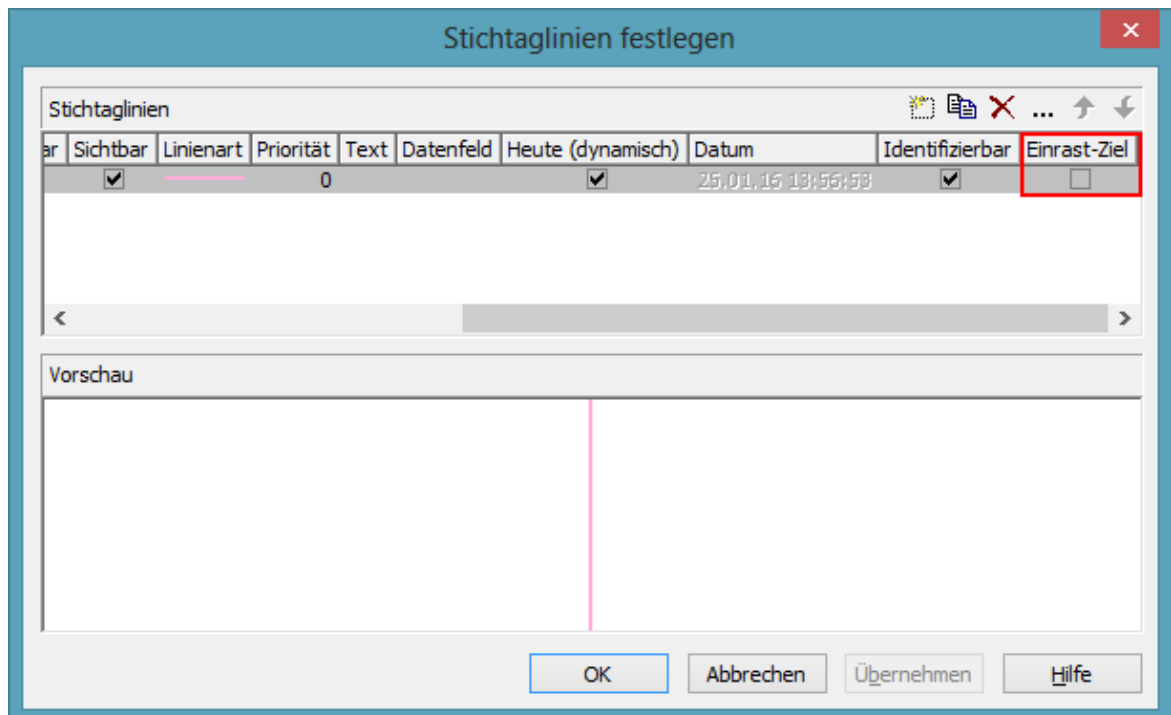 Stichtaglinien festlegen
Stichtaglinien
...
ar Sichtbar Linienart Priorität Text Datenfeld Heute (dynamisch) Datum Identifizierbar Einrast-Ziel
0 25.01.16 13:56:53
Vorschau
OK Abbrechen Übernehmen Hilfe